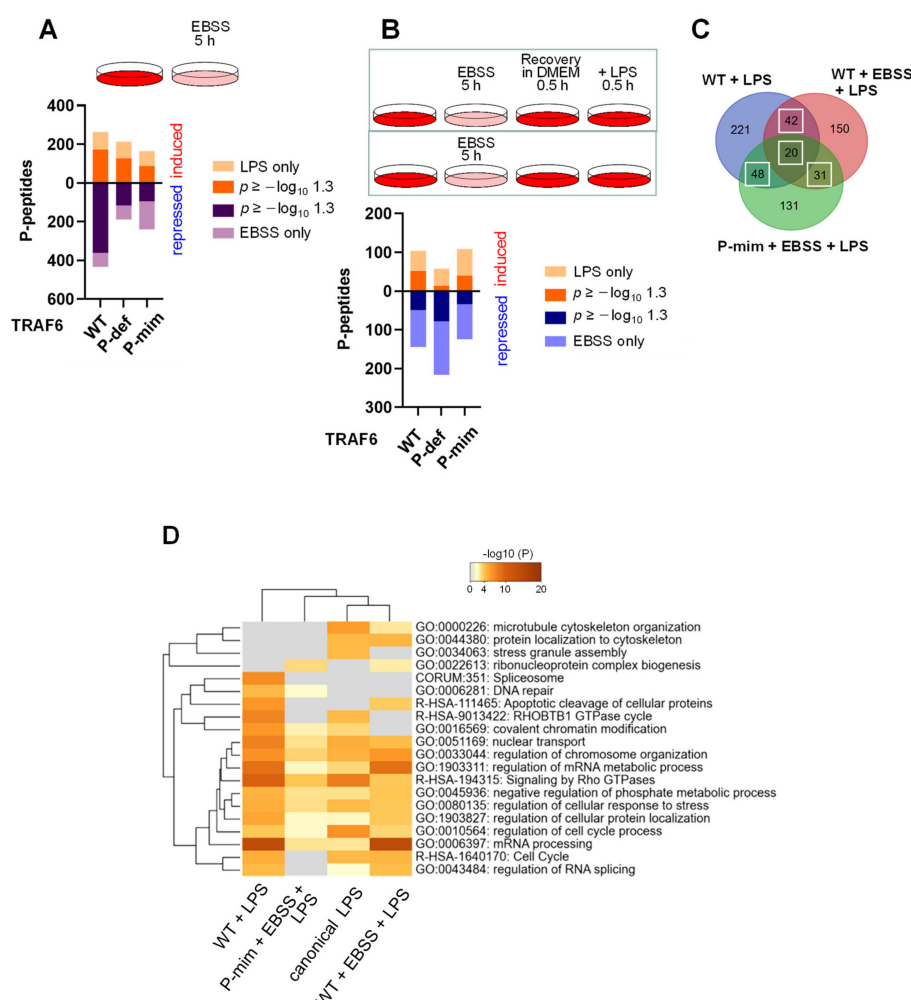 A
EBSS
5 h
400
200
0
200
400
600
P-peptides
induced
repressed
LPS only
p ≥ −log10 1.3
p ≥ −log10 1.3
EBSS only
TRAF6
WT
P-def
P-mim
B
EBSS
5 h
Recovery
in DMEM
0.5 h
+ LPS
0.5 h
EBSS
5 h
200
100
0
100
200
300
P-peptides
induced
repressed
LPS only
p ≥ −log10 1.3
p ≥ −log10 1.3
EBSS only
TRAF6
WT
P-def
P-mim
C
WT + LPS
WT + EBSS
+ LPS
221
42
150
20
48
31
131
P-mim + EBSS + LPS
D
-log10 (P)
0 4 10 20
GO:0000226: microtubule cytoskeleton organization
GO:0044380: protein localization to cytoskeleton
GO:0034063: stress granule assembly
GO:0022613: ribonucleoprotein complex biogenesis
CORUM:351: Spliceosome
GO:0006281: DNA repair
R-HSA-111465: Apoptotic cleavage of cellular proteins
R-HSA-9013422: RHOBTB1 GTPase cycle
GO:0016569: covalent chromatin modification
GO:0051169: nuclear transport
GO:0033044: regulation of chromosome organization
GO:1903311: regulation of mRNA metabolic process
R-HSA-194315: Signaling by Rho GTPases
GO:0045936: negative regulation of phosphate metabolic process
GO:0080135: regulation of cellular response to stress
GO:1903827: regulation of cellular protein localization
GO:0010564: regulation of cell cycle process
GO:0006397: mRNA processing
R-HSA-1640170: Cell Cycle
GO:0043484: regulation of RNA splicing
WT + LPS
P-mim + EBSS +
LPS
canonical LPS
WT + EBSS + LPS